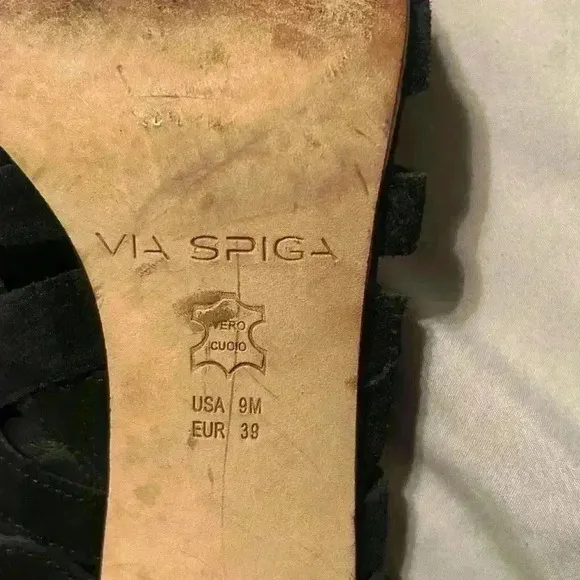 VIA SPIGA
VERO
CUOIO
USA 9M
EUR 39